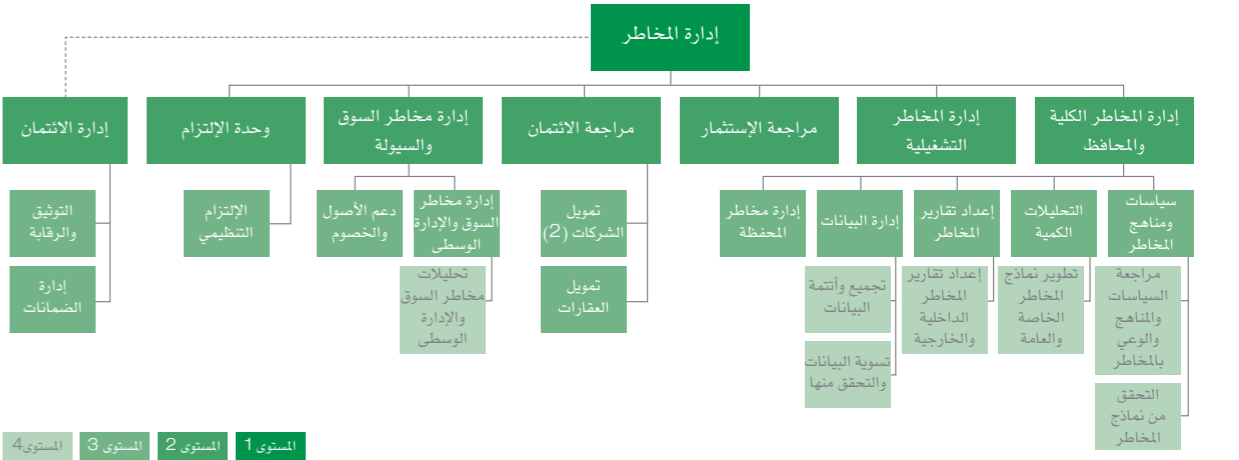 إدارة المخاطر
إدارة المخاطر الكلية
والمحافظ
إدارة المخاطر
التشغيلية
مراجعة الإستثمار
مراجعة الائتمان
إدارة مخاطر السوق
والسيولة
وحدة الإلتزام
إدارة الائتمان
سياسات
ومناهج
المخاطر
التحليلات
الكمية
إعداد تقارير
المخاطر
إدارة البيانات
إدارة مخاطر
المحفظة
تمويل
الشركات (2)
إدارة مخاطر
السوق والإدارة
الوسطى
دعم الأصول
والخصوم
الإلتزام
التنظيمي
التوثيق
والرقابة
مراجعة
السياسات
والمناهج
والوعي
بالمخاطر
تطوير نماذج
المخاطر
الخاصة
والعامة
إعداد تقارير
المخاطر
الداخلية
والخارجية
تجميع وأتتمة
البيانات
تمويل
العقارات
تحليلات
مخاطر السوق
والإدارة
الوسطى
إدارة
الضمانات
تسوية البيانات
والتحقق منها
التحقق
من نماذج
المخاطر
المستوى 1
المستوى 2
المستوى 3
المستوى4